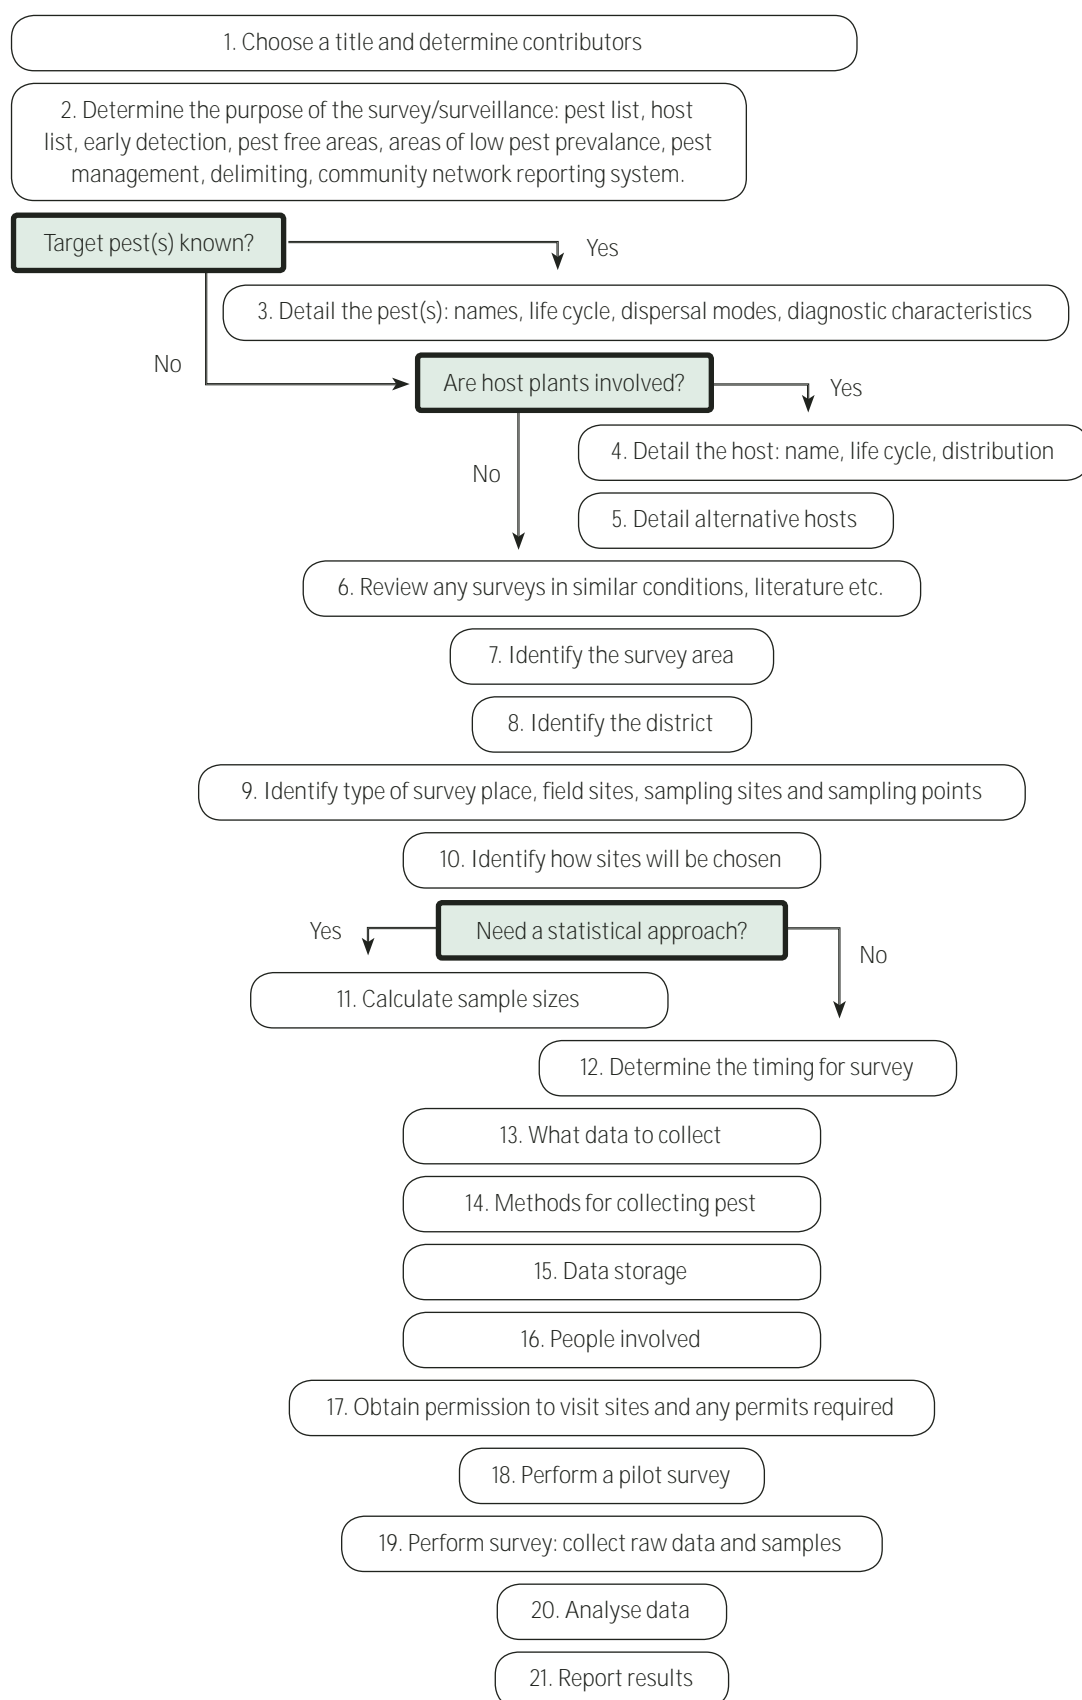 1. Choose a title and determine contributors
2. Determine the purpose of the survey/surveillance: pest list, host
list, early detection, pest free areas, areas of low pest prevalance, pest
management, delimiting, community network reporting system.
Target pest(s) known?
Yes
3. Detail the pest(s): names, life cycle, dispersal modes, diagnostic characteristics
No
Are host plants involved?
Yes
4. Detail the host: name, life cycle, distribution
No
5. Detail alternative hosts
6. Review any surveys in similar conditions, literature etc.
7. Identify the survey area
8. Identify the district
9. Identify type of survey place, field sites, sampling sites and sampling points
10. Identify how sites will be chosen
Need a statistical approach?
Yes
No
11. Calculate sample sizes
12. Determine the timing for survey
13. What data to collect
14. Methods for collecting pest
15. Data storage
16. People involved
17. Obtain permission to visit sites and any permits required
18. Perform a pilot survey
19. Perform survey: collect raw data and samples
20. Analyse data
21. Report results